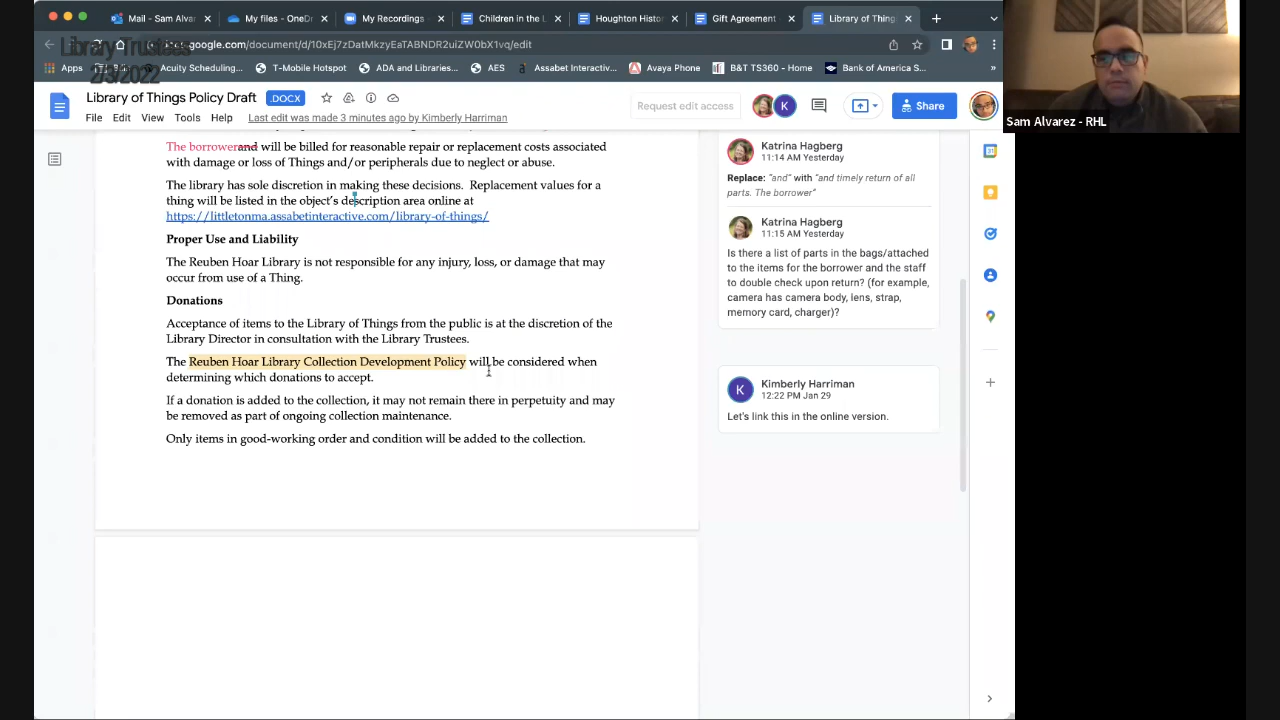 Mail - Sam Alvar
My files - OneDr
My Recordings -
Children in the L
Houghton Histor
Gift Agreement -
Library of Thing
.google.com/document/d/10xEj7zDatMkzyEaTABNDR2uiZW0bX1vq/edit
Library Trustees
2/3/2022
Apps
Acuity Scheduling...
T-Mobile Hotspot
ADA and Libraries...
AES
Assabet Interactiv...
Avaya Phone
B&T TS360 - Home
Bank of America S...
»
Library of Things Policy Draft
.DOCX
Request edit access
K
Share
File Edit View Tools Help
Last edit was made 3 minutes ago by Kimberly Harriman
Sam Alvarez - RHL
The borrowerand will be billed for reasonable repair or replacement costs associated
with damage or loss of Things and/or peripherals due to neglect or abuse.
The library has sole discretion in making these decisions. Replacement values for a
thing will be listed in the object's description area online at
https://littletonma.assabetinteractive.com/library-of-things/
Proper Use and Liability
The Reuben Hoar Library is not responsible for any injury, loss, or damage that may
occur from use of a Thing.
Donations
Acceptance of items to the Library of Things from the public is at the discretion of the
Library Director in consultation with the Library Trustees.
The Reuben Hoar Library Collection Development Policy will be considered when
determining which donations to accept.
If a donation is added to the collection, it may not remain there in perpetuity and may
be removed as part of ongoing collection maintenance.
Only items in good-working order and condition will be added to the collection.
Katrina Hagberg
11:14 AM Yesterday
Replace: "and" with "and timely return of all
parts. The borrower"
Katrina Hagberg
11:15 AM Yesterday
Is there a list of parts in the bags/attached
to the items for the borrower and the staff
to double check upon return? (for example,
camera has camera body, lens, strap,
memory card, charger)?
K
Kimberly Harriman
12:22 PM Jan 29
Let's link this in the online version.